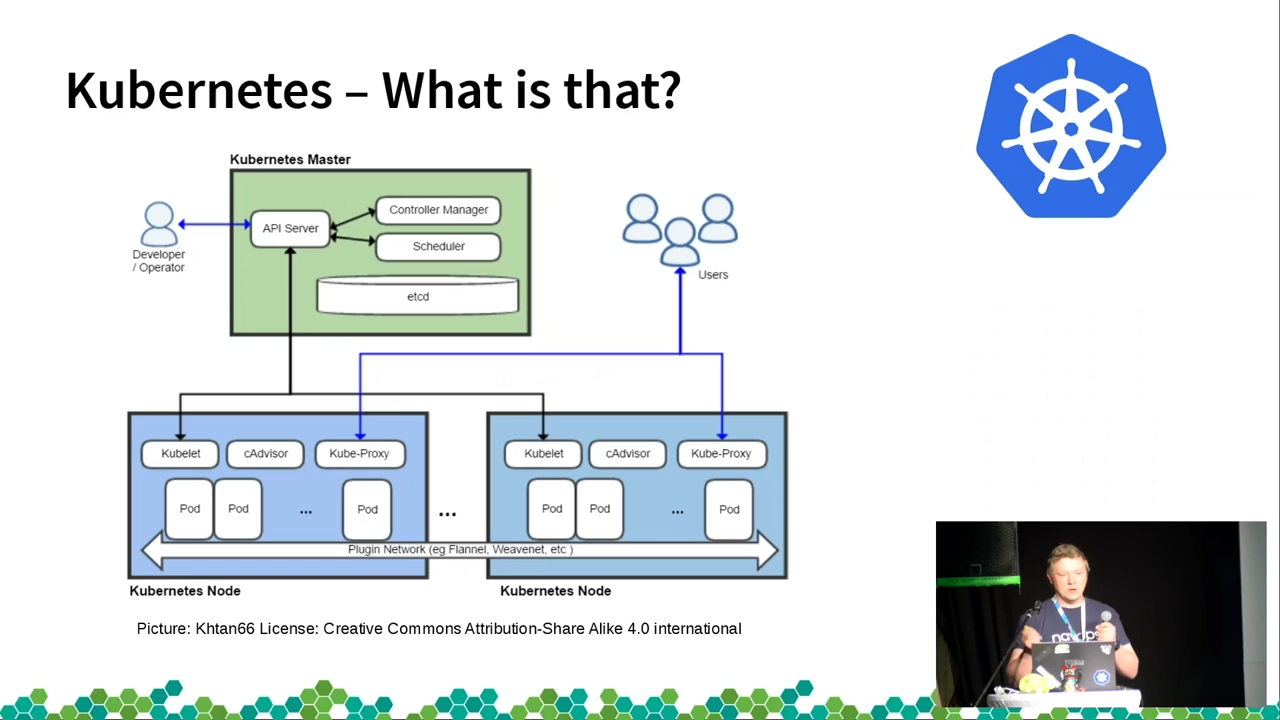 Kubernetes – What is that?
Kubernetes Master
API Server
Controller Manager
Scheduler
etcd
Developer
/ Operator
Users
Kubelet
cAdvisor
Kube-Proxy
Pod
Pod
...
Pod
...
Kubelet
cAdvisor
Kube-Proxy
Pod
Pod
...
Pod
Plugin Network (eg Flannel, Weavenet, etc )
Kubernetes Node
Kubernetes Node
Picture: Khtan66 License: Creative Commons Attribution-Share Alike 4.0 international